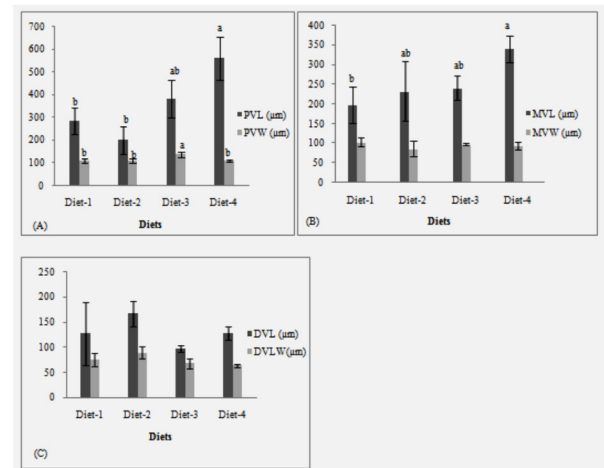 700
600
500
400
300
200
100
0
b
b
b
b
ab
a
a
b
Diet-1 Diet-2 Diet-3 Diet-4
Diets
(A)
PVL (µm)
PVW (µm)
400
350
300
250
200
150
100
50
0
b
ab
ab
a
Diet-1 Diet-2 Diet-3 Diet-4
Diets
(B)
MVL (µm)
MVW (µm)
250
200
150
100
50
0
Diet-1 Diet-2 Diet-3 Diet-4
Diets
(C)
DVL (µm)
DVLW(µm)